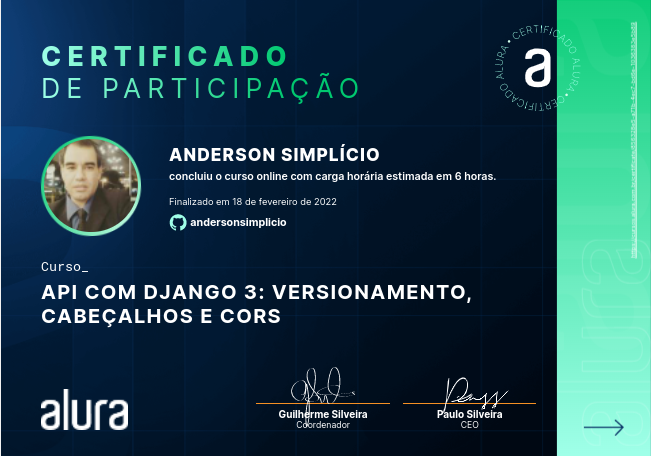 CERTIFICADO
DE PARTICIPAÇÃO
CERTIFICADO ALURA • CERTIFICADO ALURA •
a
ANDERSON SIMPLÍCIO
concluiu o curso online com carga horária estimada em 6 horas.
Finalizado em 18 de fevereiro de 2022
andersonsimplicio
Curso_
API COM DJANGO 3: VERSIONAMENTO,
CABEÇALHOS E CORS
alura
Guilherme Silveira
Coordenador
Paulo Silveira
CEO
alura